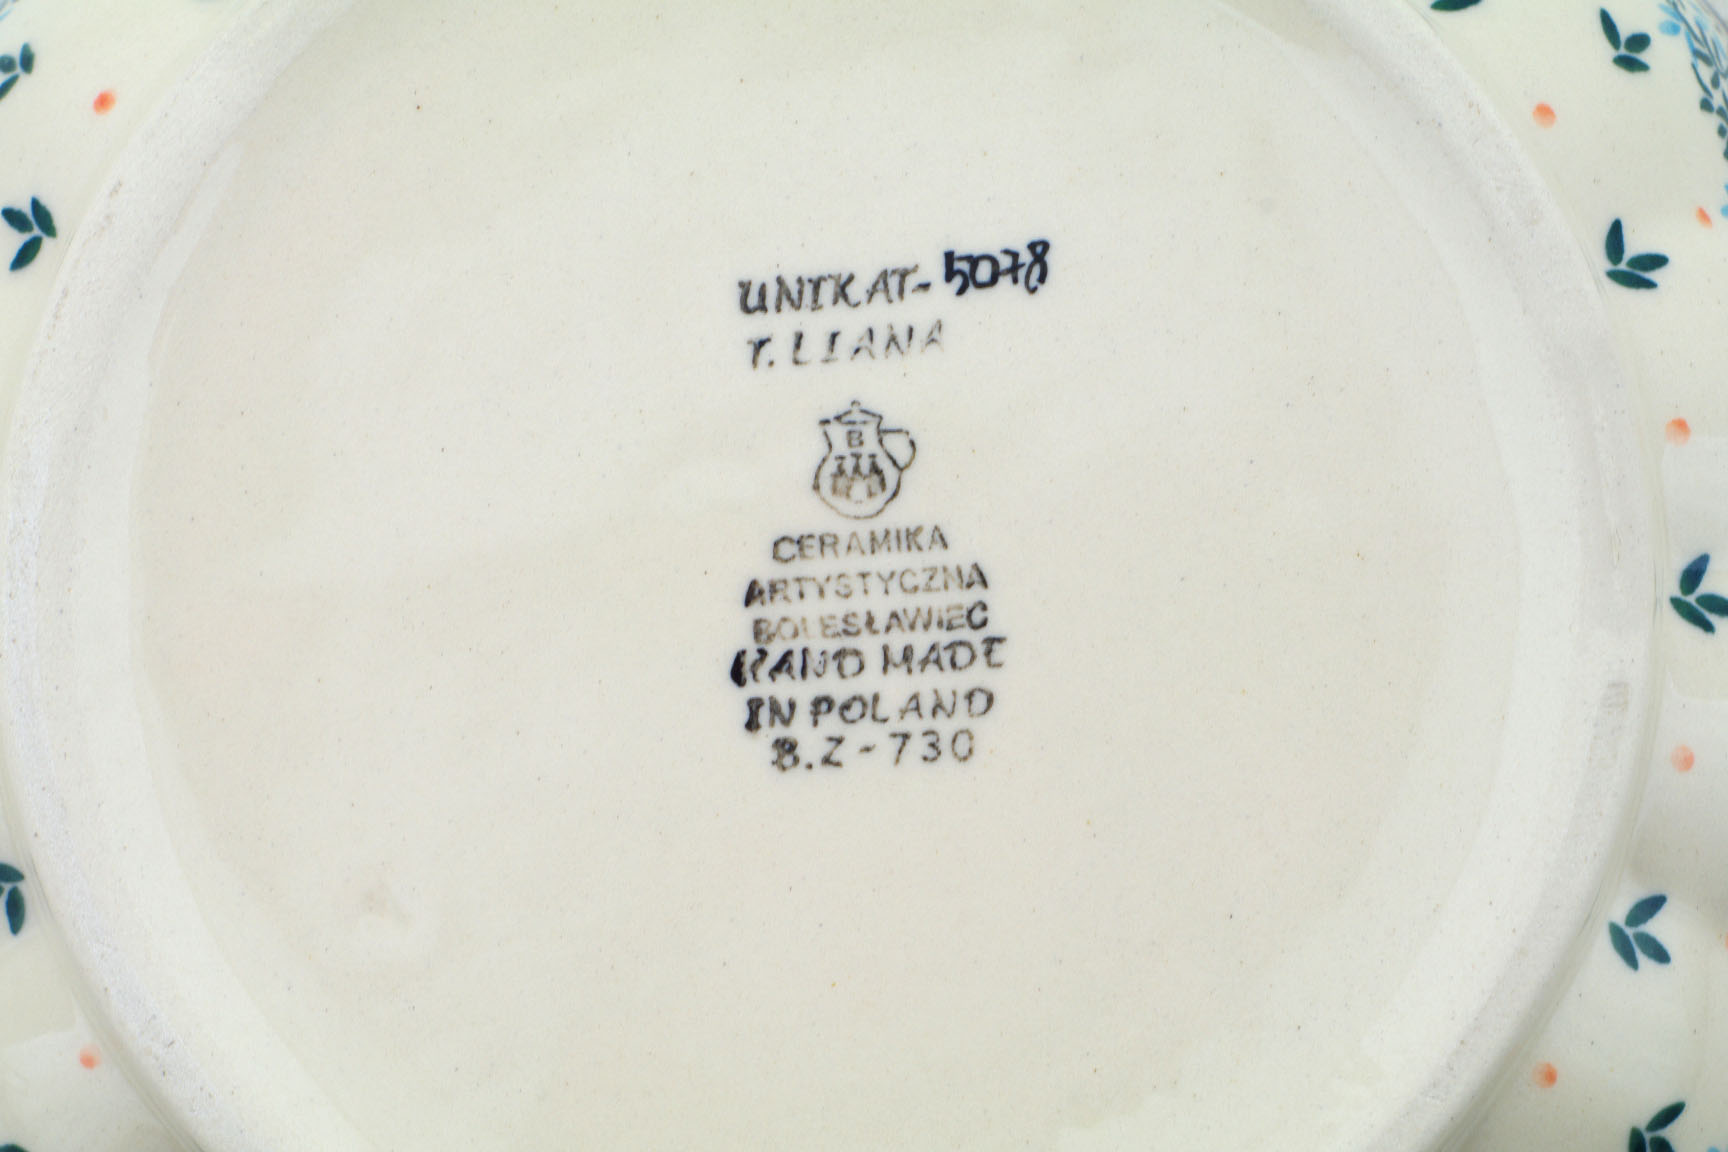 UNIKAT-5078
T. LIANA
B
CERAMIKA
ARTYSTYCZNA
BOLESŁAWIEC
HAND MADE
IN POLAND
B.Z-730